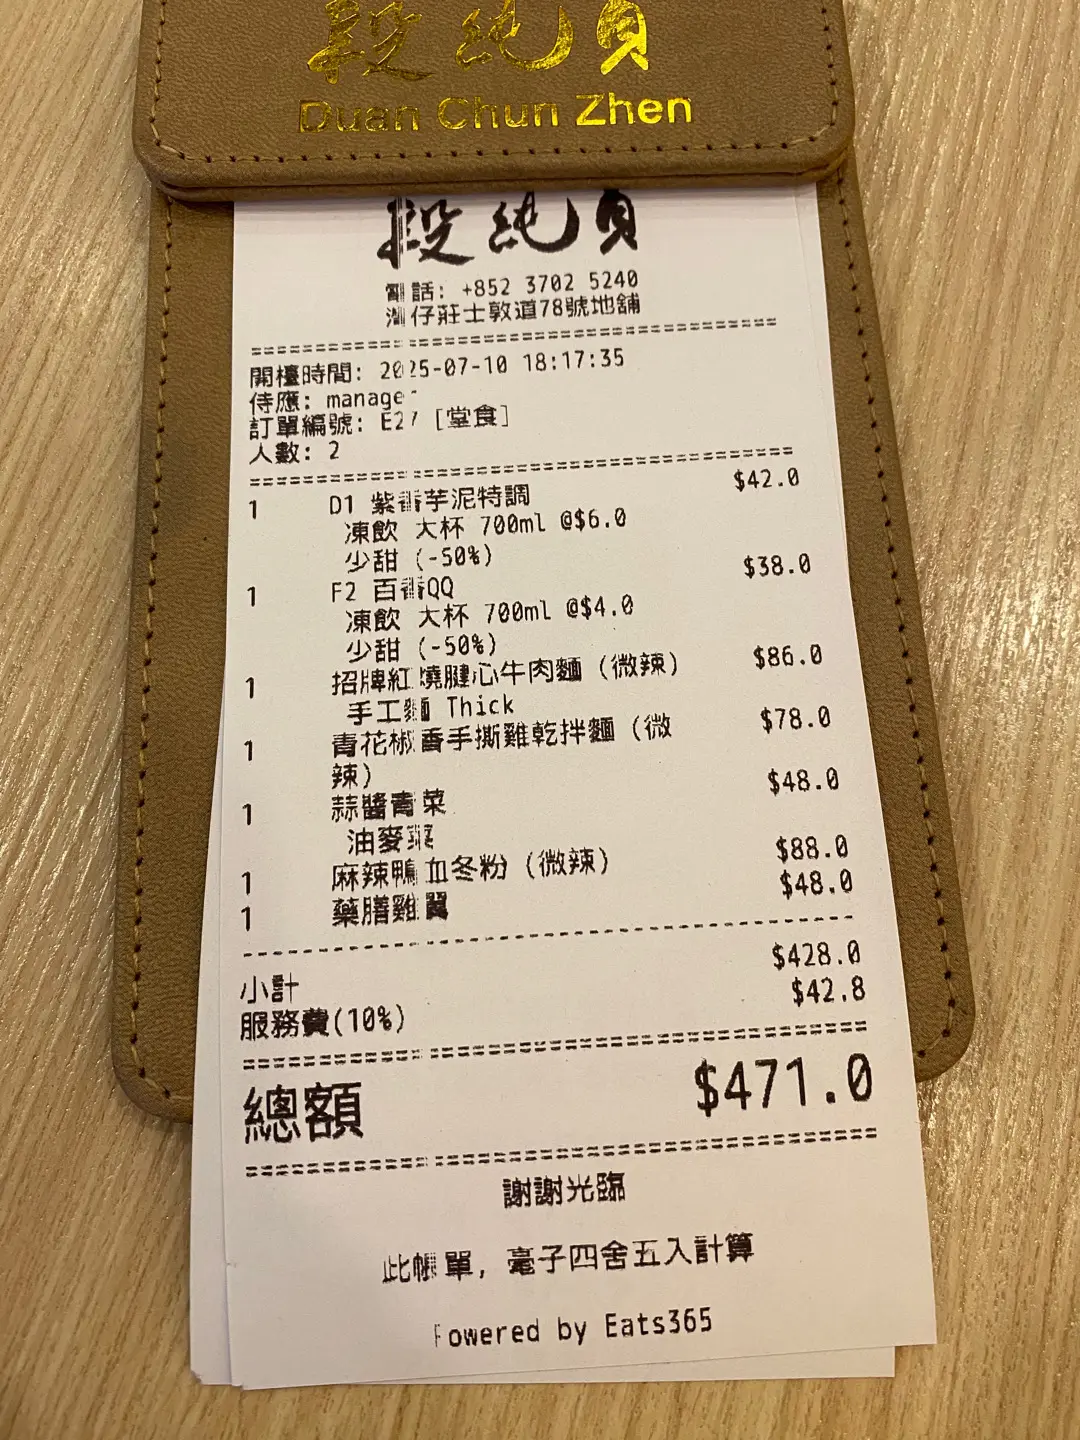 段純貞
Duan Chun Zhen
段純貞
電話: +852 3702 5240
灣仔莊士敦道78號地舖
開檯時間: 2025-07-10 18:17:35
侍應: manager
訂單編號: E27 [堂食]
人數: 2
1 D1 紫番芋泥特調 $42.0
凍飲 大杯 700ml @$6.0
少甜 (-50%)
1 F2 百香QQ $38.0
凍飲 大杯 700ml @$4.0
少甜 (-50%)
1 招牌紅燒腱心牛肉麵 (微辣) $86.0
手工麵 Thick
1 青花椒香手撕雞乾拌麵 (微 $78.0
辣)
1 蒜醬青菜 $48.0
油麥菜
1 麻辣鴨血冬粉 (微辣) $88.0
1 藥膳雞翼 $48.0
小計 $428.0
服務費(10%) $42.8
總額 $471.0
謝謝光臨
此帳單, 毫子四舍五入計算
Powered by Eats365